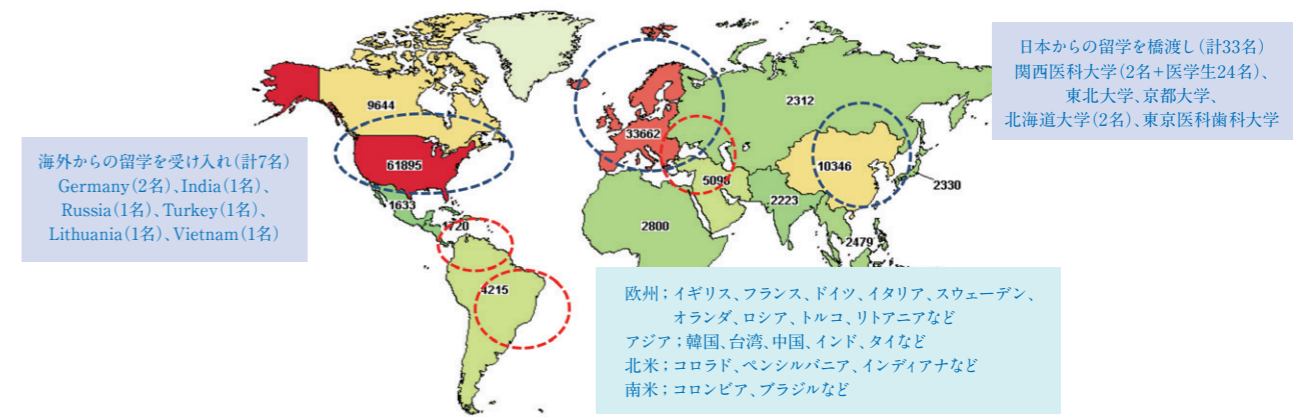 日本からの留学を橋渡し(計33名)
関西医科大学(2名+医学生24名)、
東北大学、京都大学、
北海道大学(2名)、東京医科歯科大学
海外からの留学を受け入れ(計7名)
Germany(2名)、India(1名)、
Russia(1名)、Turkey(1名)、
Lithuania(1名)、Vietnam(1名)
9644
61895
1633
1720
4215
33662
2312
5098
2800
2223
10346
2330
2479
欧州;イギリス、フランス、ドイツ、イタリア、スウェーデン、
オランダ、ロシア、トルコ、リトアニアなど
アジア;韓国、台湾、中国、インド、タイなど
北米;コロラド、ペンシルバニア、インディアナなど
南米;コロンビア、ブラジルなど